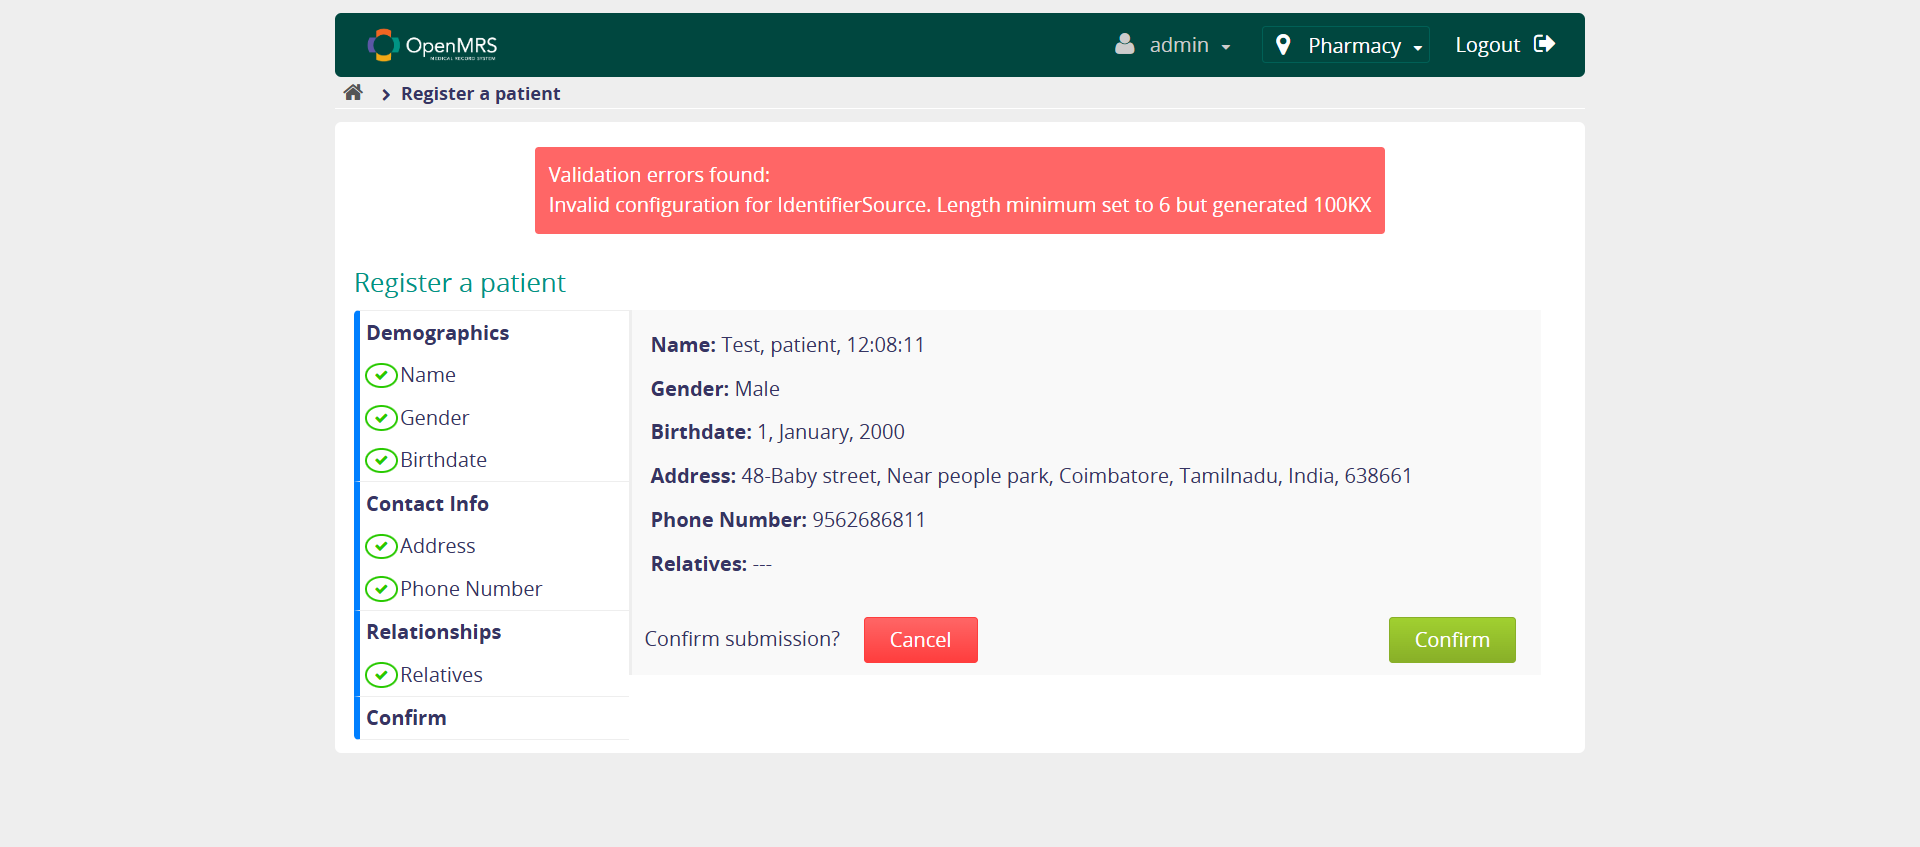 OpenMRS
MEDICAL RECORD SYSTEM
admin
Pharmacy
Logout
Register a patient
Validation errors found:
Invalid configuration for IdentifierSource. Length minimum set to 6 but generated 100KX
Register a patient
Demographics
Name
Gender
Birthdate
Contact Info
Address
Phone Number
Relationships
Relatives
Confirm
Name: Test, patient, 12:08:11
Gender: Male
Birthdate: 1, January, 2000
Address: 48-Baby street, Near people park, Coimbatore, Tamilnadu, India, 638661
Phone Number: 9562686811
Relatives: ---
Confirm submission?
Cancel
Confirm